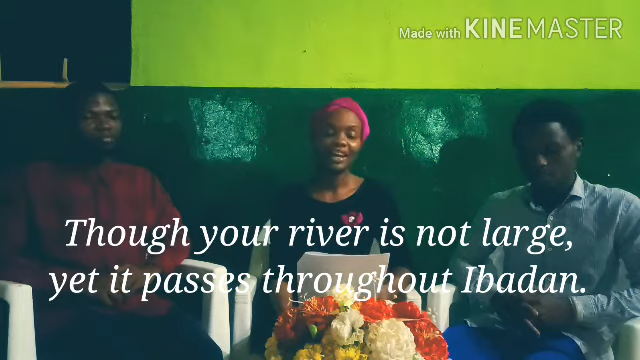 Made with KINEMASTER
Though your river is not large,
yet it passes throughout Ibadan.